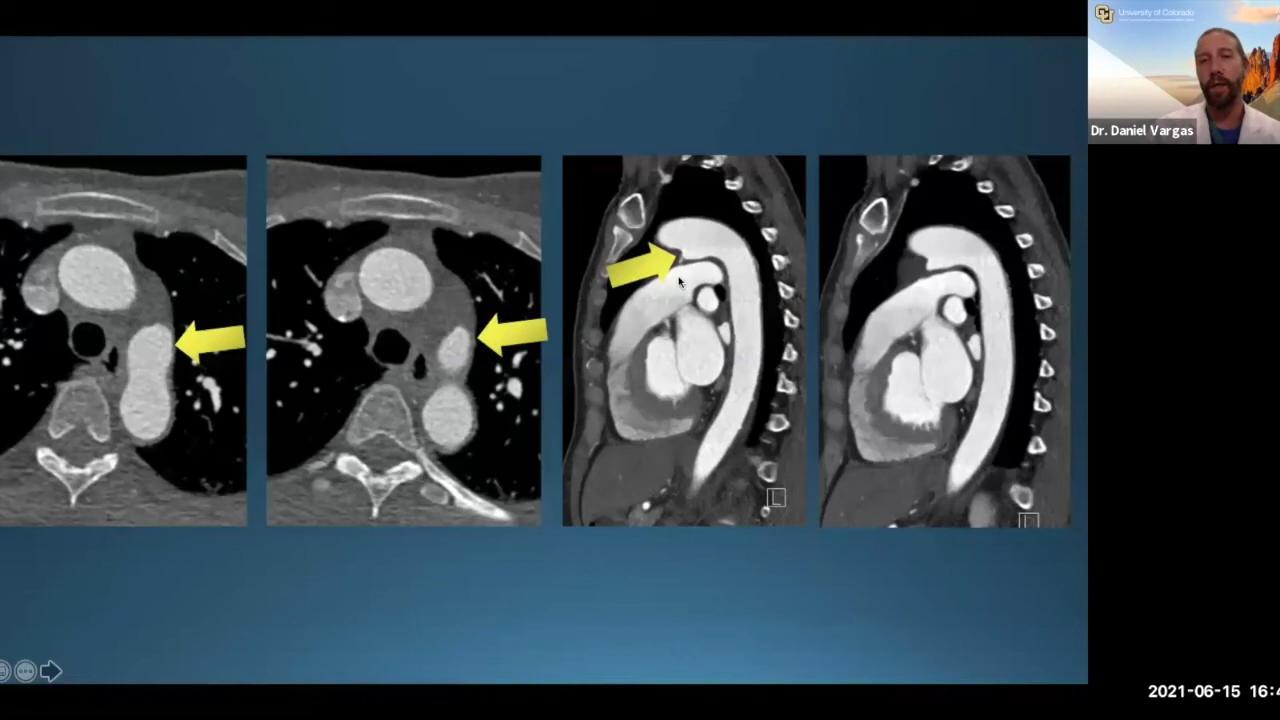 University of Colorado
Dr. Daniel Vargas
L
L
2021-06-15 16:4